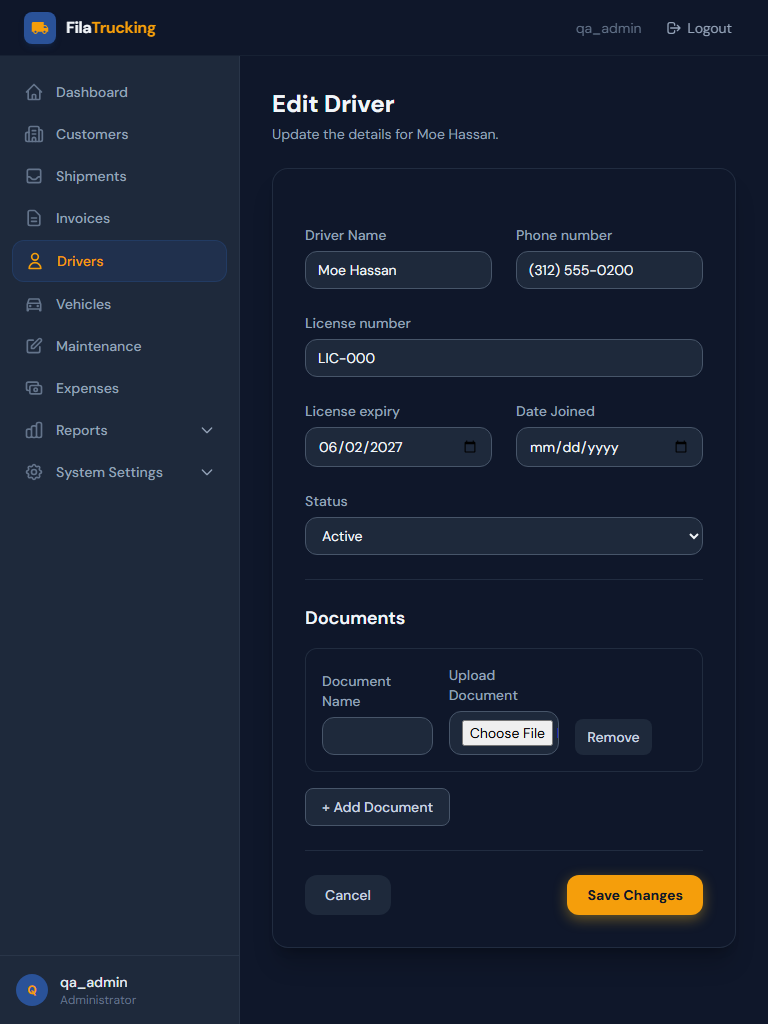 FilaTrucking
qa_admin
Logout
Dashboard
Customers
Shipments
Invoices
Drivers
Vehicles
Maintenance
Expenses
Reports
System Settings
Q
qa_admin
Administrator
Edit Driver
Update the details for Moe Hassan.
Driver Name
Phone number
Moe Hassan
(312) 555-0200
License number
LIC-000
License expiry
Date Joined
06/02/2027
mm/dd/yyyy
Status
Active
Documents
Document
Name
Upload
Document
Choose File
Remove
+ Add Document
Cancel
Save Changes